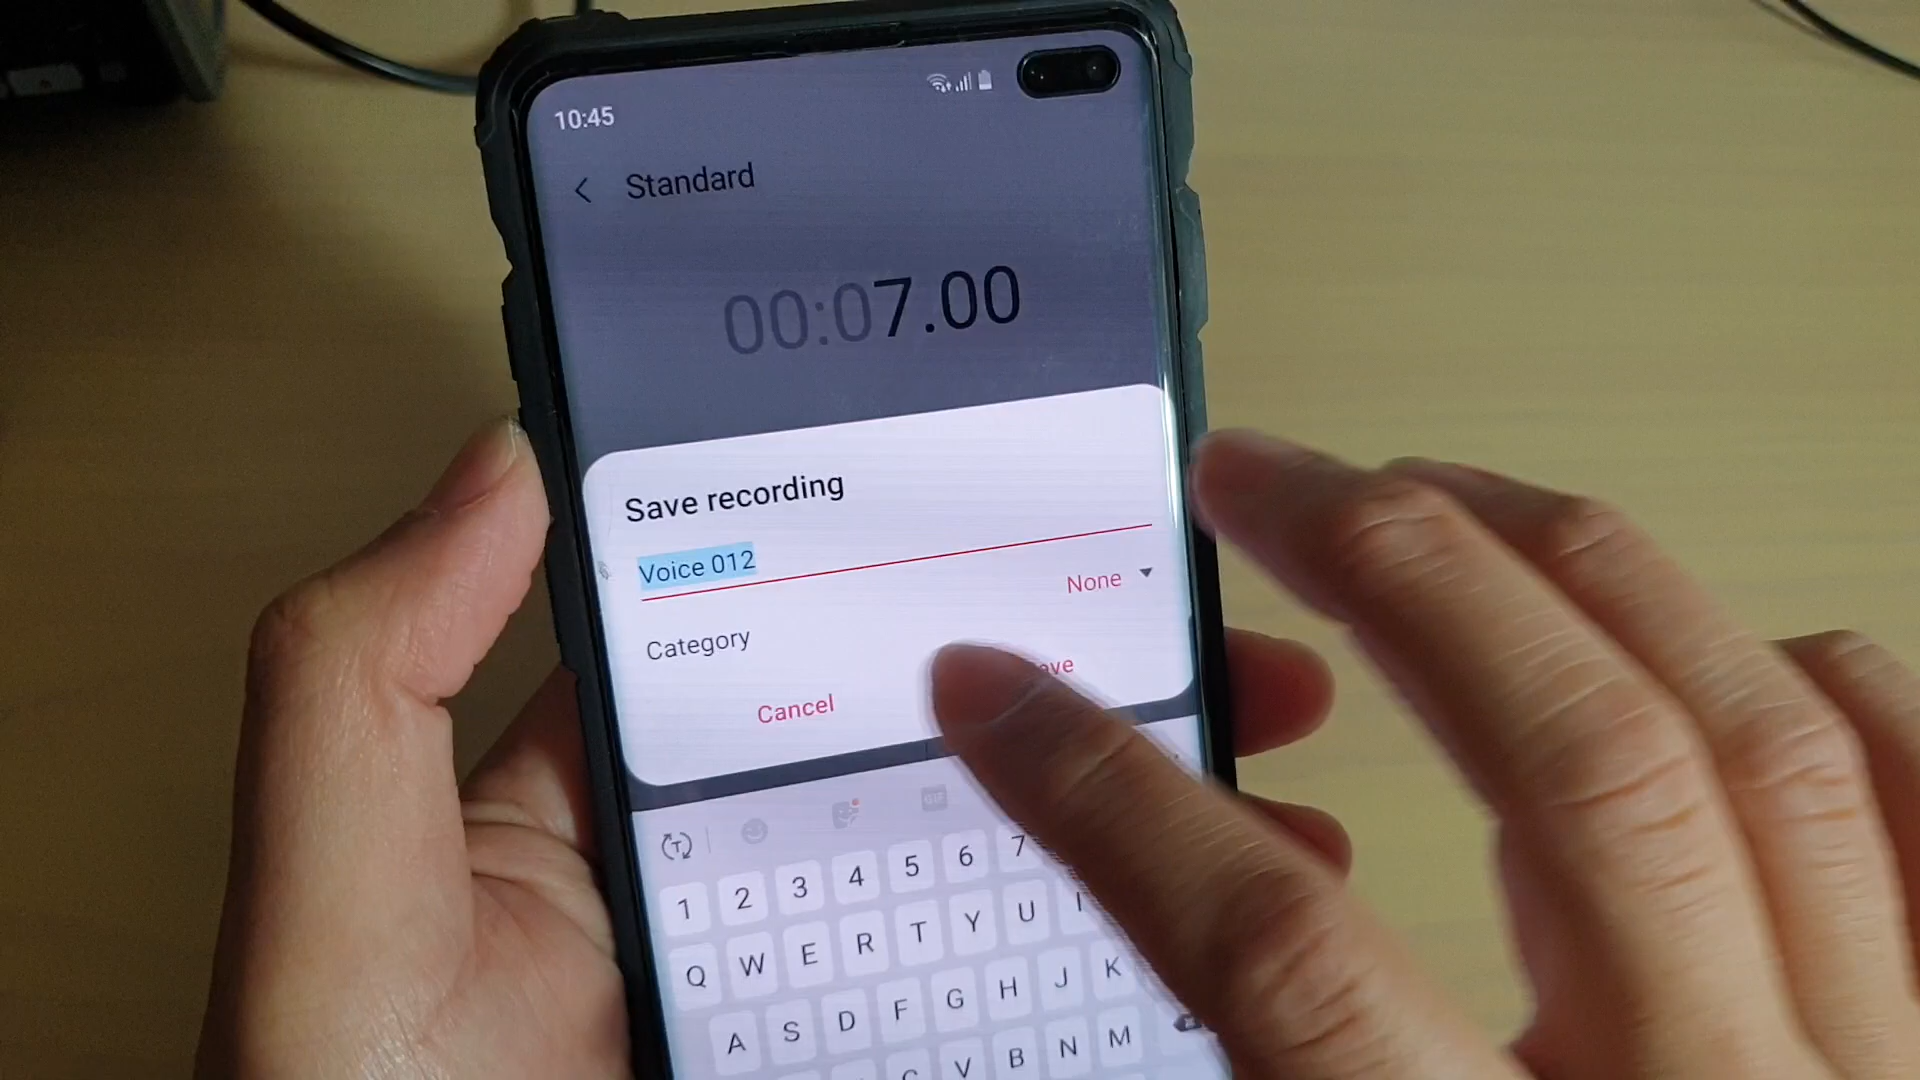 10:45
Standard
00:07.00
Save recording
Voice 012
None
Category
Cancel
GIF
1 2 3 4 5 6 7
Q W E R T Y U I
A S D F G H J K
V B N M